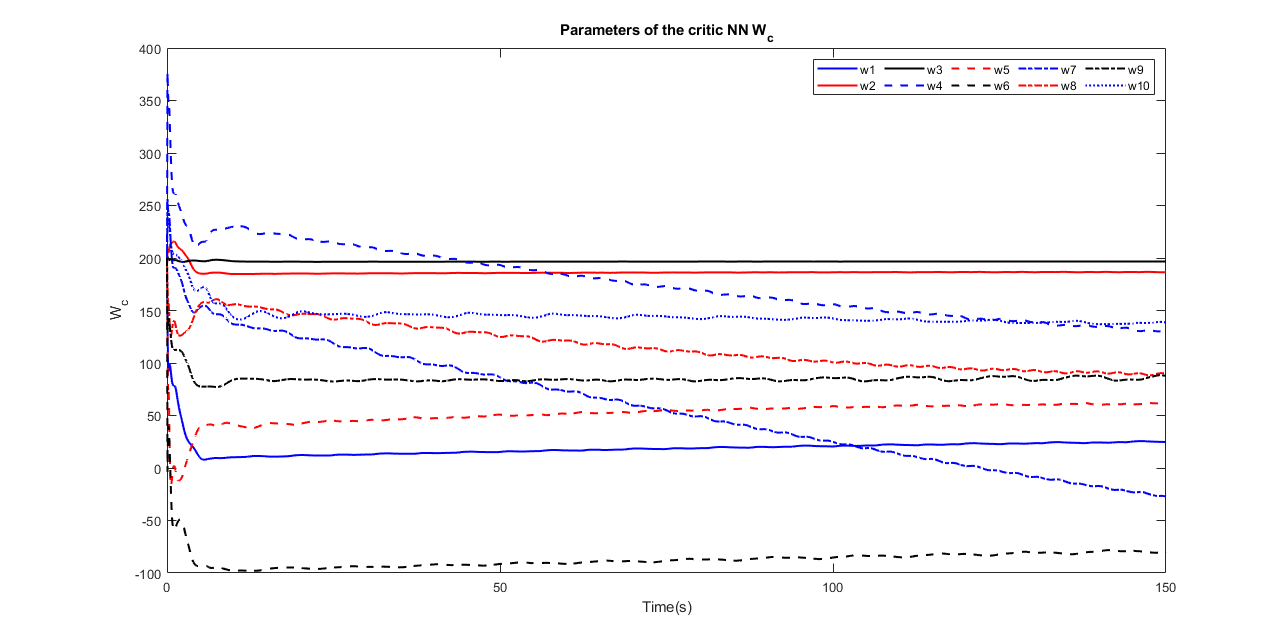 Parameters of the critic NN W_c
400
350
300
250
200
150
100
50
0
-50
-100
W_c
w1 w3 w5 w7 w9
w2 w4 w6 w8 w10
0 50 100 150
Time(s)